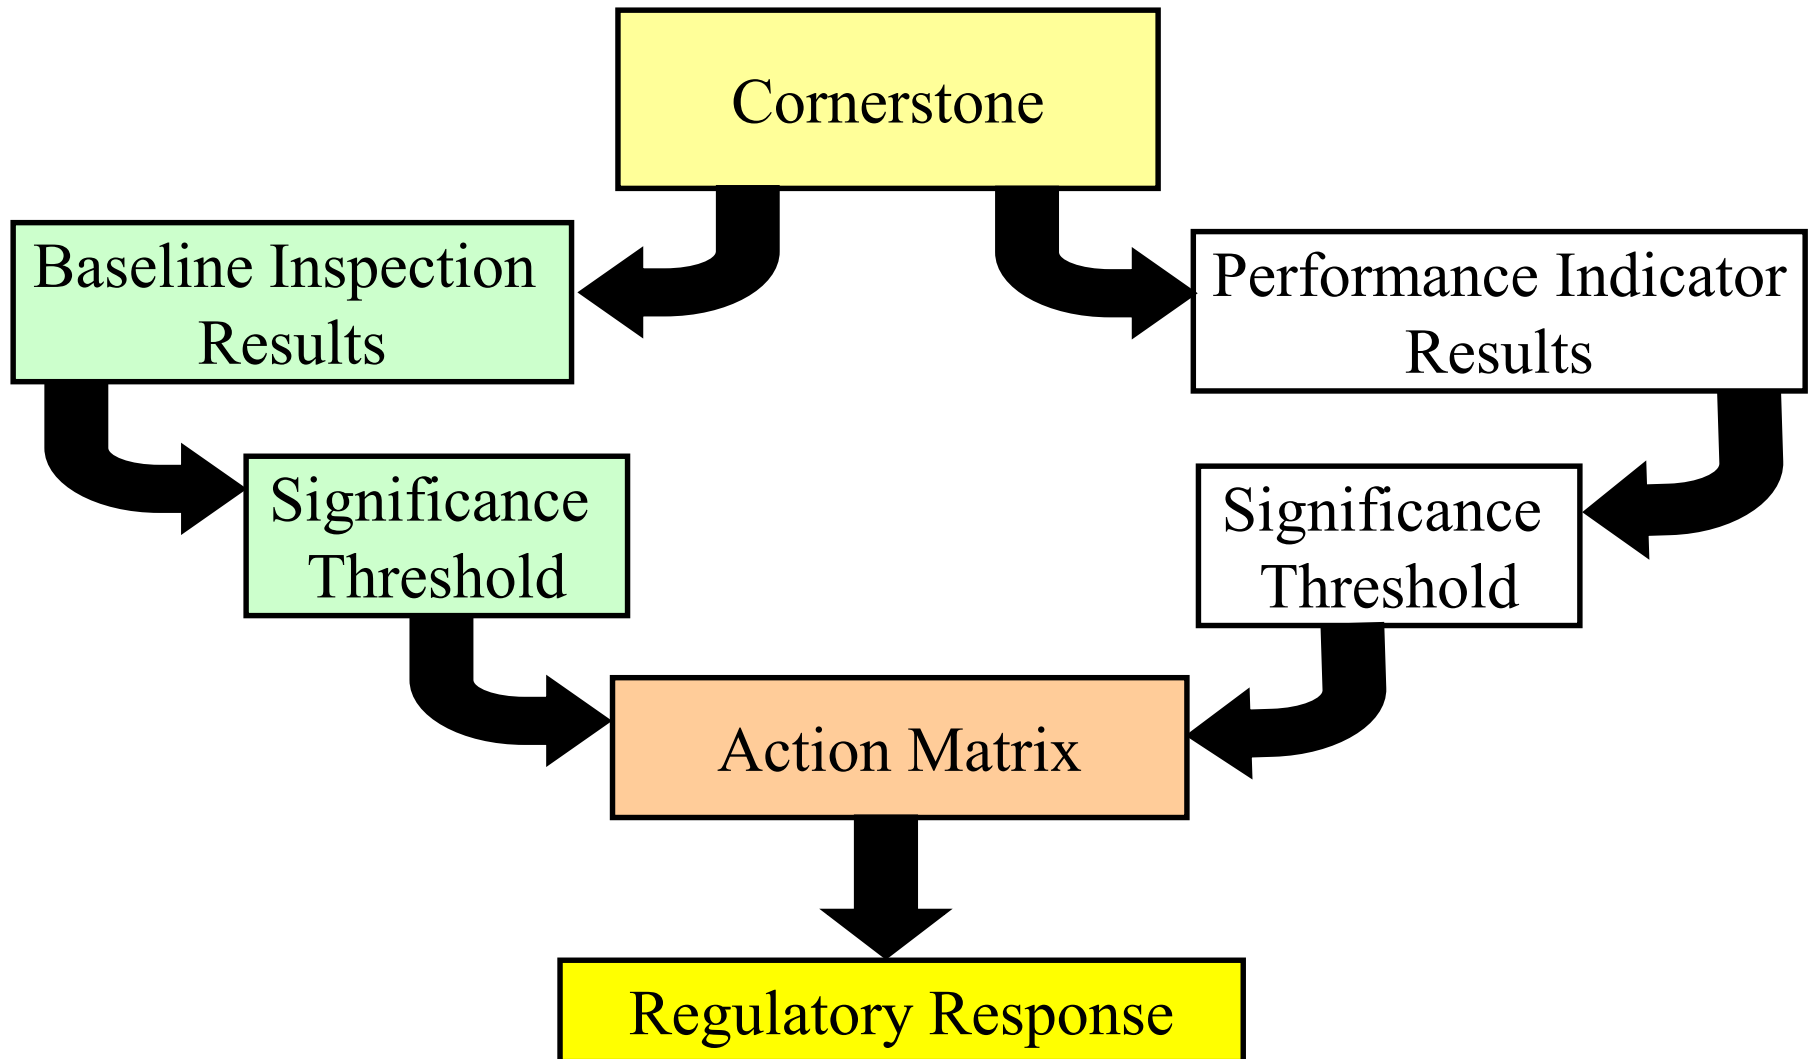 Cornerstone
Baseline Inspection
Results
Performance Indicator
Results
Significance
Threshold
Significance
Threshold
Action Matrix
Regulatory Response